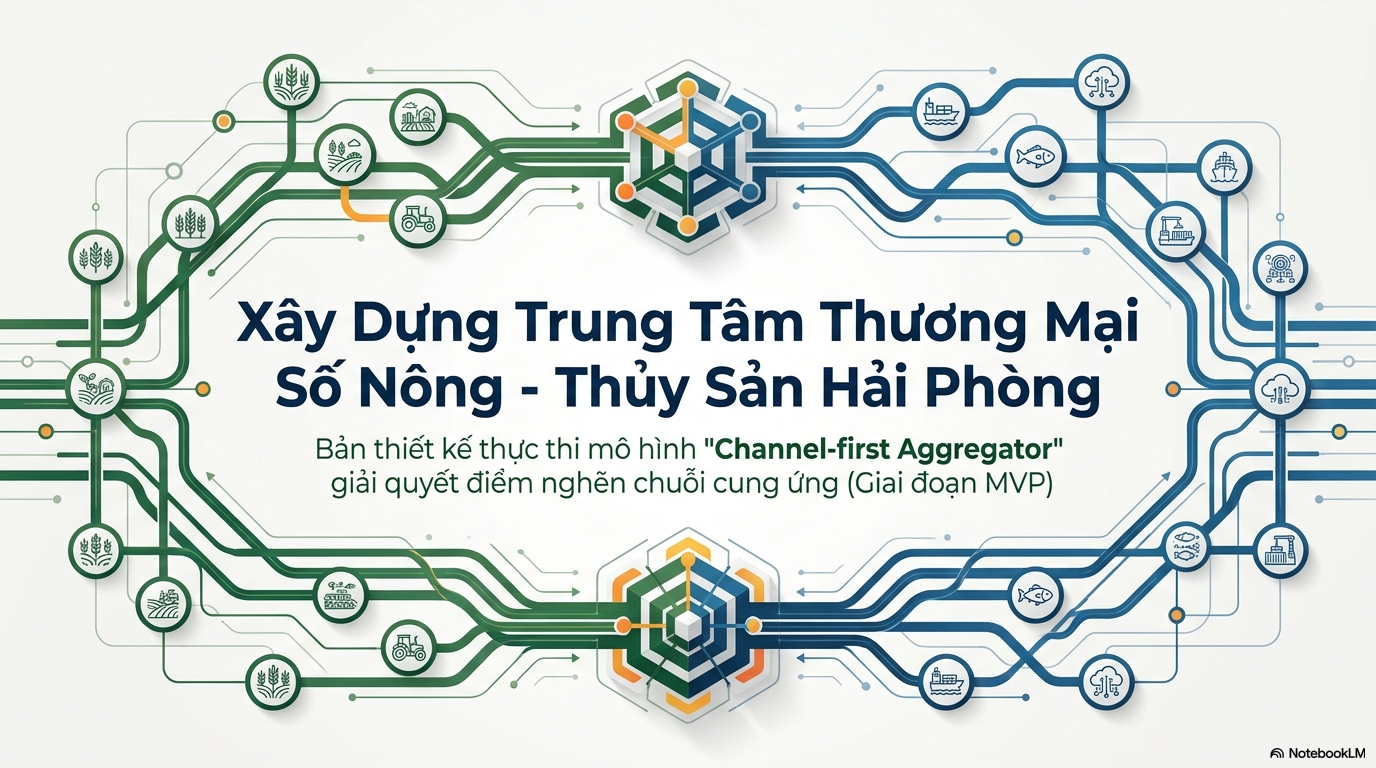 Xây Dựng Trung Tâm Thương Mại
Số Nông - Thủy Sản Hải Phòng
Bản thiết kế thực thi mô hình "Channel-first Aggregator"
giải quyết điểm nghẽn chuỗi cung ứng (Giai đoạn MVP)
NotebookLM